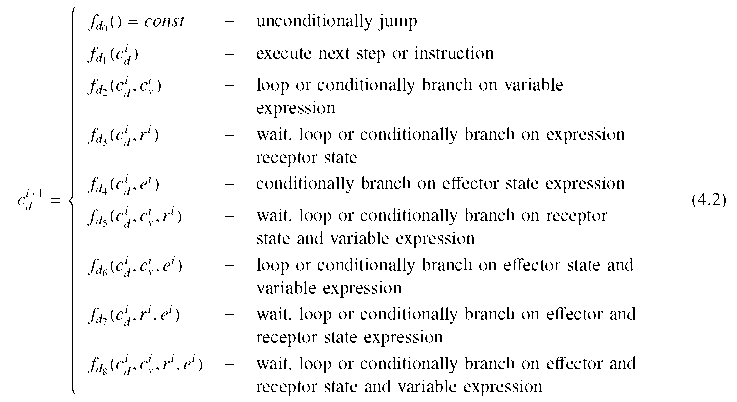 f_{d_0}() = const – unconditionally jump
f_{d_1}(c_d^i) – execute next step or instruction
f_{d_2}(c_d^i, c_v^i) – loop or conditionally branch on variable
expression
f_{d_3}(c_d^i, r^i) – wait, loop or conditionally branch on expression
receptor state
c_d^{i+1} = f_{d_4}(c_d^i, e^i) – conditionally branch on effector state expression (4.2)
f_{d_5}(c_d^i, c_v^i, r^i) – wait, loop or conditionally branch on receptor
state and variable expression
f_{d_6}(c_d^i, c_v^i, e^i) – loop or conditionally branch on effector state and
variable expression
f_{d_7}(c_d^i, r^i, e^i) – wait, loop or conditionally branch on effector and
receptor state expression
f_{d_8}(c_d^i, c_v^i, r^i, e^i) – wait, loop or conditionally branch on effector and
receptor state and variable expression